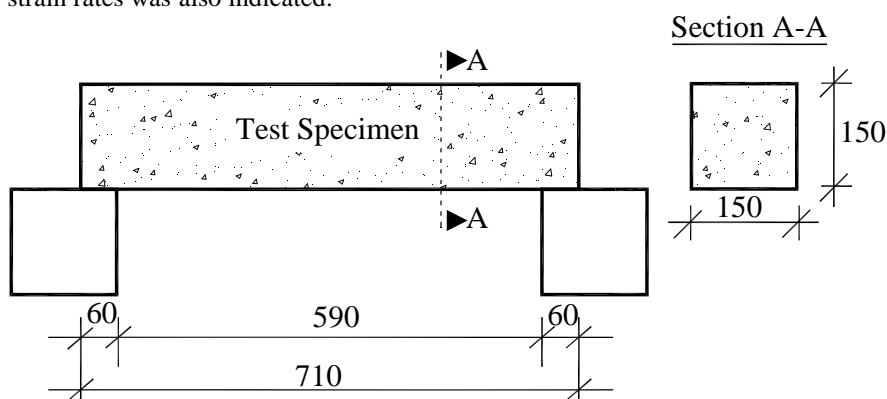 strain rates was also indicated.
Section A-A
A
Test Specimen
150
A
150
60 590 60
710